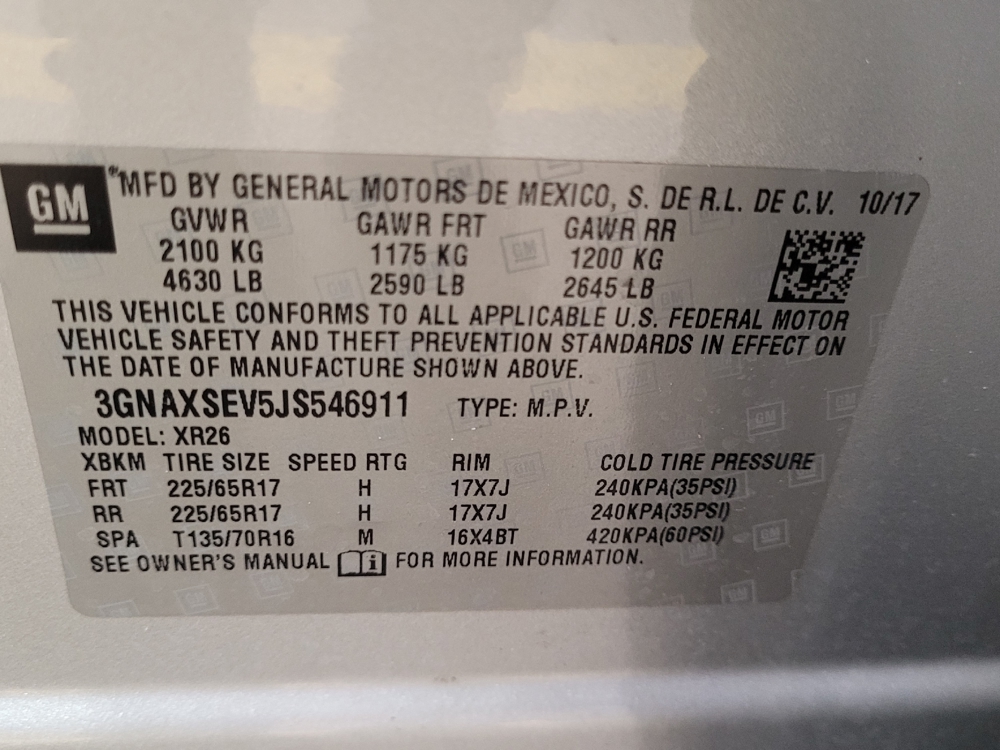 GM
®MFD BY GENERAL MOTORS DE MEXICO, S. DE R.L. DE C.V. 10/17
GVWR GAWR FRT GAWR RR
2100 KG 1175 KG 1200 KG
4630 LB 2590 LB 2645 LB
THIS VEHICLE CONFORMS TO ALL APPLICABLE U.S. FEDERAL MOTOR
VEHICLE SAFETY AND THEFT PREVENTION STANDARDS IN EFFECT ON
THE DATE OF MANUFACTURE SHOWN ABOVE.
3GNAXSEV5JS546911 TYPE: M.P.V.
MODEL: XR26
XBKM TIRE SIZE SPEED RTG RIM COLD TIRE PRESSURE
FRT 225/65R17 H 17X7J 240KPA(35PSI)
RR 225/65R17 H 17X7J 240KPA(35PSI)
SPA T135/70R16 M 16X4BT 420KPA(60PSI)
SEE OWNER'S MANUAL i FOR MORE INFORMATION.